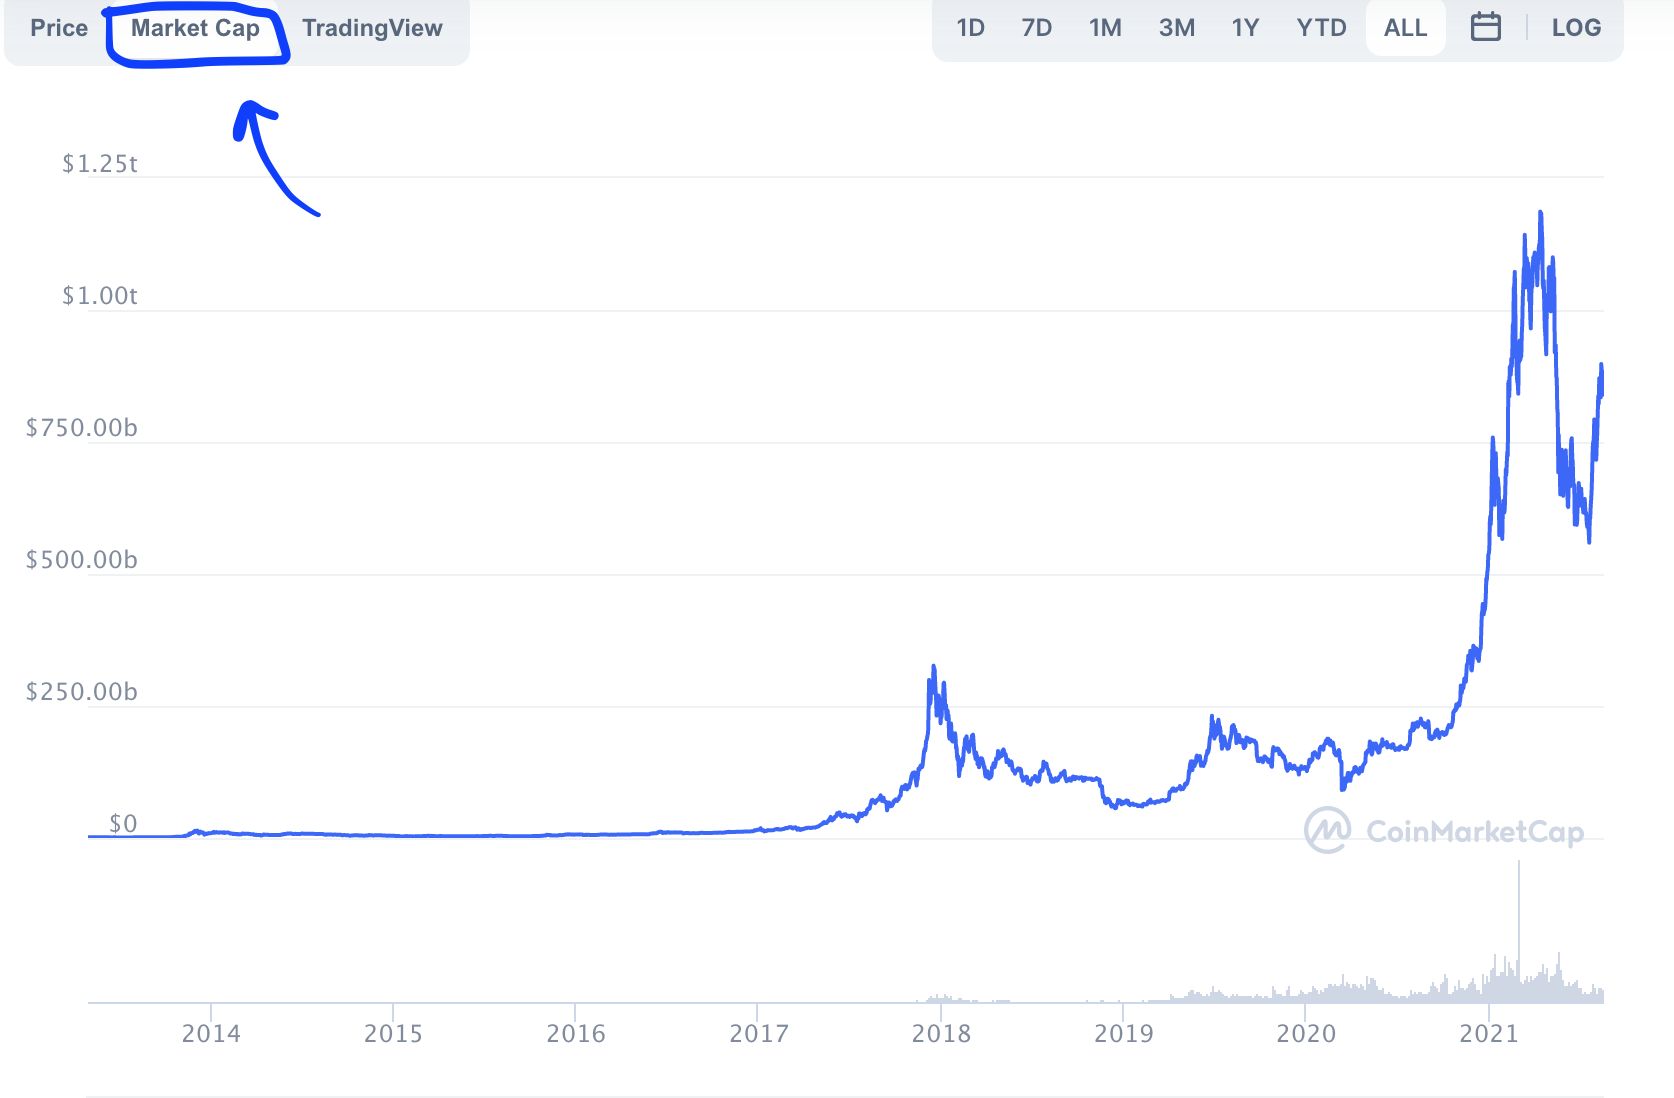 Price Market Cap TradingView 1D 7D 1M 3M 1Y YTD ALL LOG
$1.25t
$1.00t
$750.00b
$500.00b
$250.00b
$0
CoinMarketCap
2014 2015 2016 2017 2018 2019 2020 2021